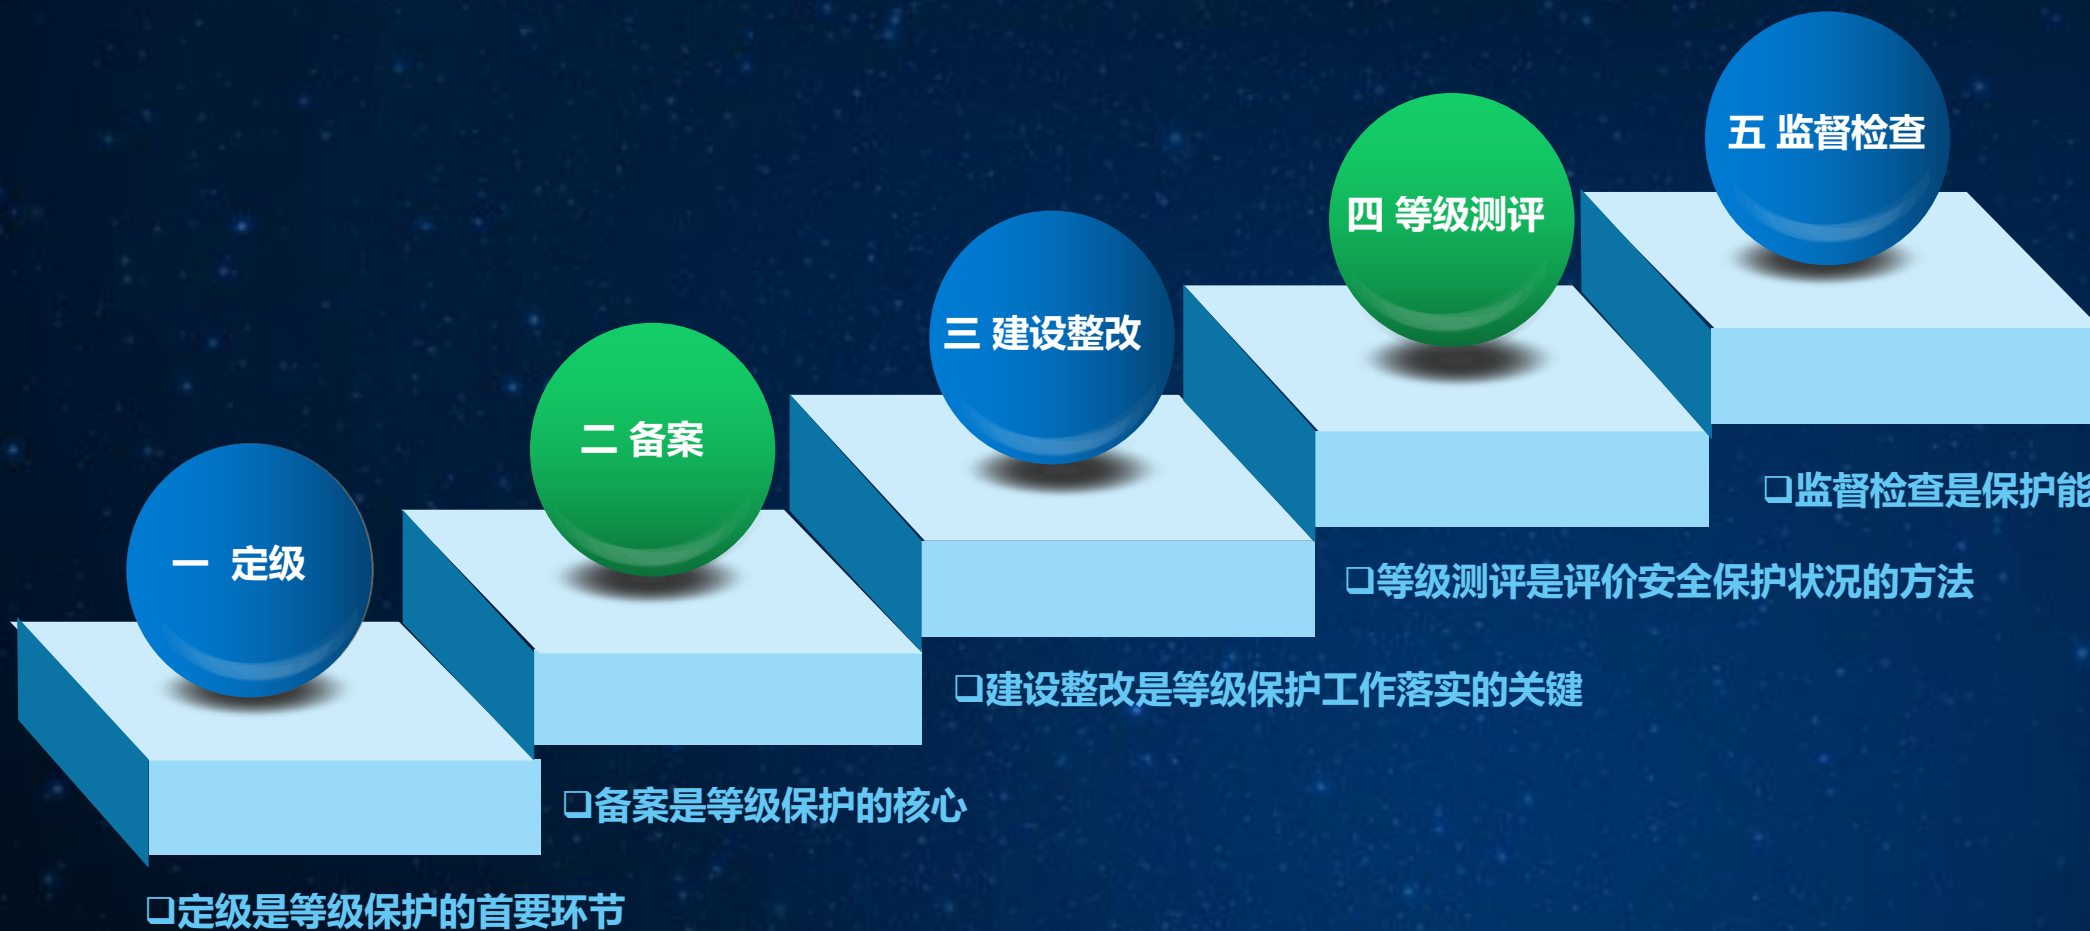 五 监督检查
四 等级测评
三 建设整改
二 备案
一 定级
❑监督检查是保护能
❑等级测评是评价安全保护状况的方法
❑建设整改是等级保护工作落实的关键
❑备案是等级保护的核心
❑定级是等级保护的首要环节